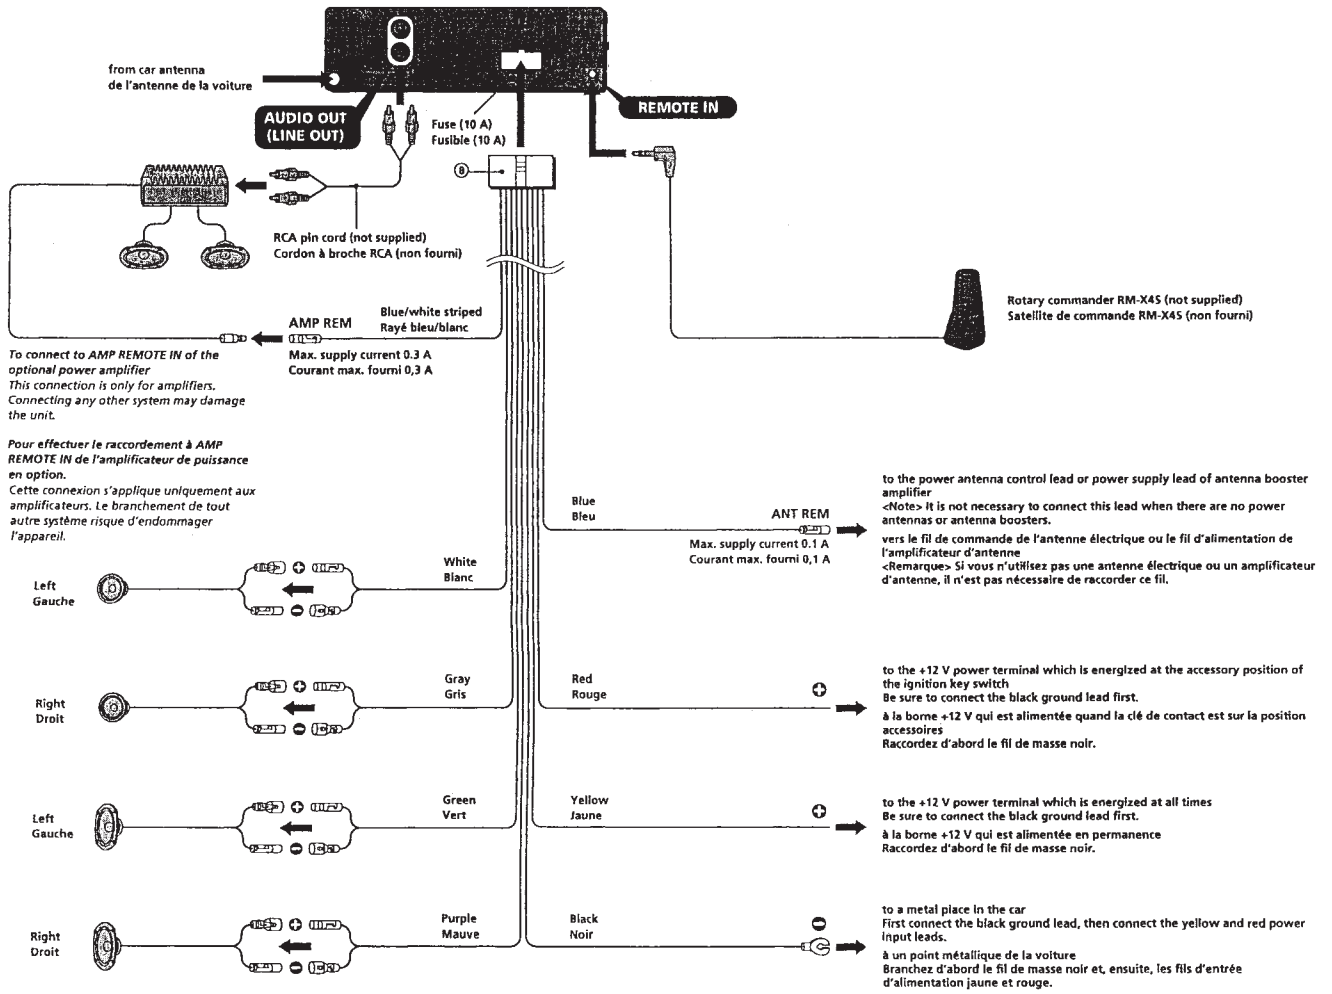 from car antenna
de l'antenne de la voiture
AUDIO OUT
(LINE OUT)
Fuse (10 A)
Fusible (10 A)
REMOTE IN
8
RCA pin cord (not supplied)
Cordon à broche RCA (non fourni)
Rotary commander RM-X4S (not supplied)
Satellite de commande RM-X4S (non fourni)
Blue/white striped
Rayé bleu/blanc
AMP REM
Max. supply current 0.3 A
Courant max. fourni 0,3 A
To connect to AMP REMOTE IN of the
optional power amplifier
This connection is only for amplifiers.
Connecting any other system may damage
the unit.
Pour effectuer le raccordement à AMP
REMOTE IN de l'amplificateur de puissance
en option.
Cette connexion s'applique uniquement aux
amplificateurs. Le branchement de tout
autre système risque d'endommager
l'appareil.
Blue
Bleu
ANT REM
Max. supply current 0.1 A
Courant max. fourni 0,1 A
to the power antenna control lead or power supply lead of antenna booster
amplifier
<Note> It is not necessary to connect this lead when there are no power
antennas or antenna boosters.
vers le fil de commande de l'antenne électrique ou le fil d'alimentation de
l'amplificateur d'antenne
<Remarque> Si vous n'utilisez pas une antenne électrique ou un amplificateur
d'antenne, il n'est pas nécessaire de raccorder ce fil.
Left
Gauche
White
Blanc
Right
Droit
Gray
Gris
Red
Rouge
to the +12 V power terminal which is energized at the accessory position of
the ignition key switch
Be sure to connect the black ground lead first.
à la borne +12 V qui est alimentée quand la clé de contact est sur la position
accessoires
Raccordez d'abord le fil de masse noir.
Left
Gauche
Green
Vert
Yellow
Jaune
to the +12 V power terminal which is energized at all times
Be sure to connect the black ground lead first.
à la borne +12 V qui est alimentée en permanence
Raccordez d'abord le fil de masse noir.
Right
Droit
Purple
Mauve
Black
Noir
to a metal place in the car
First connect the black ground lead, then connect the yellow and red power
input leads.
à un point métallique de la voiture
Branchez d'abord le fil de masse noir et, ensuite, les fils d'entrée
d'alimentation jaune et rouge.